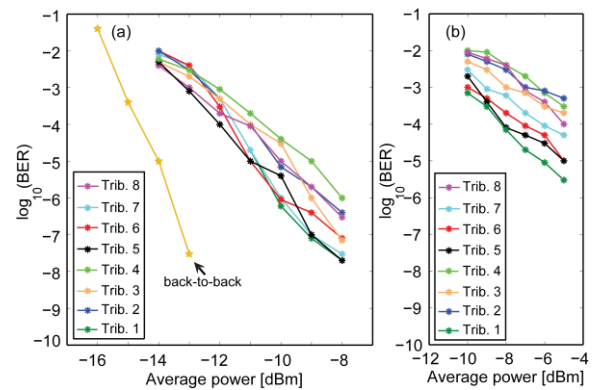 (a)
log10 (BER)
−1
−2
−3
−4
−5
−6
−7
−8
−9
−10
Trib. 8
Trib. 7
Trib. 6
Trib. 5
Trib. 4
Trib. 3
Trib. 2
Trib. 1
back-to-back
−16 −14 −12 −10 −8
Average power [dBm]
(b)
log10 (BER)
−1
−2
−3
−4
−5
−6
−7
−8
−9
−10
Trib. 8
Trib. 7
Trib. 6
Trib. 5
Trib. 4
Trib. 3
Trib. 2
Trib. 1
−12 −10 −8 −6 −4
Average power [dBm]